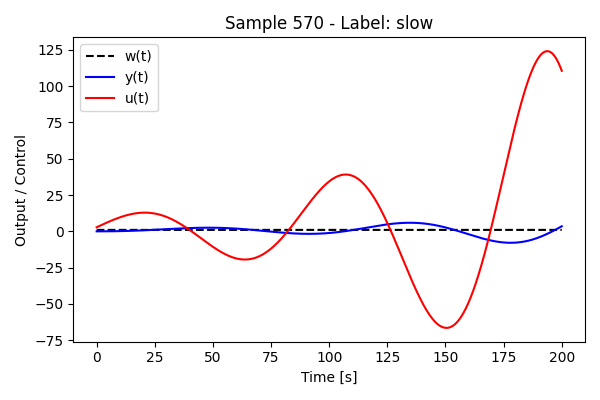 Sample 570 - Label: slow
w(t)
y(t)
u(t)
Output / Control
125
100
75
50
25
0
−25
−50
−75
0 25 50 75 100 125 150 175 200
Time [s]